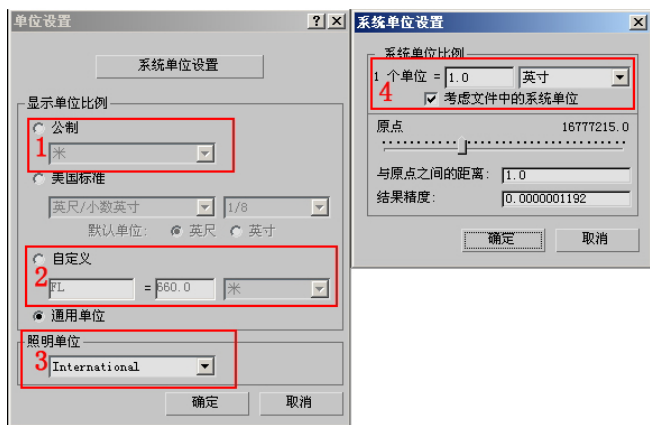 单位设置
系统单位设置
显示单位比例
公制
1
米
美国标准
英尺/小数英寸 1/8
默认单位: 英尺 英寸
自定义
2
FL = 660.0 米
通用单位
照明单位
3
International
确定 取消
系统单位设置
系统单位比例
1 个单位 = 1.0 英寸
4
考虑文件中的系统单位
原点 16777215.0
与原点之间的距离: 1.0
结果精度: 0.0000001192
确定 取消